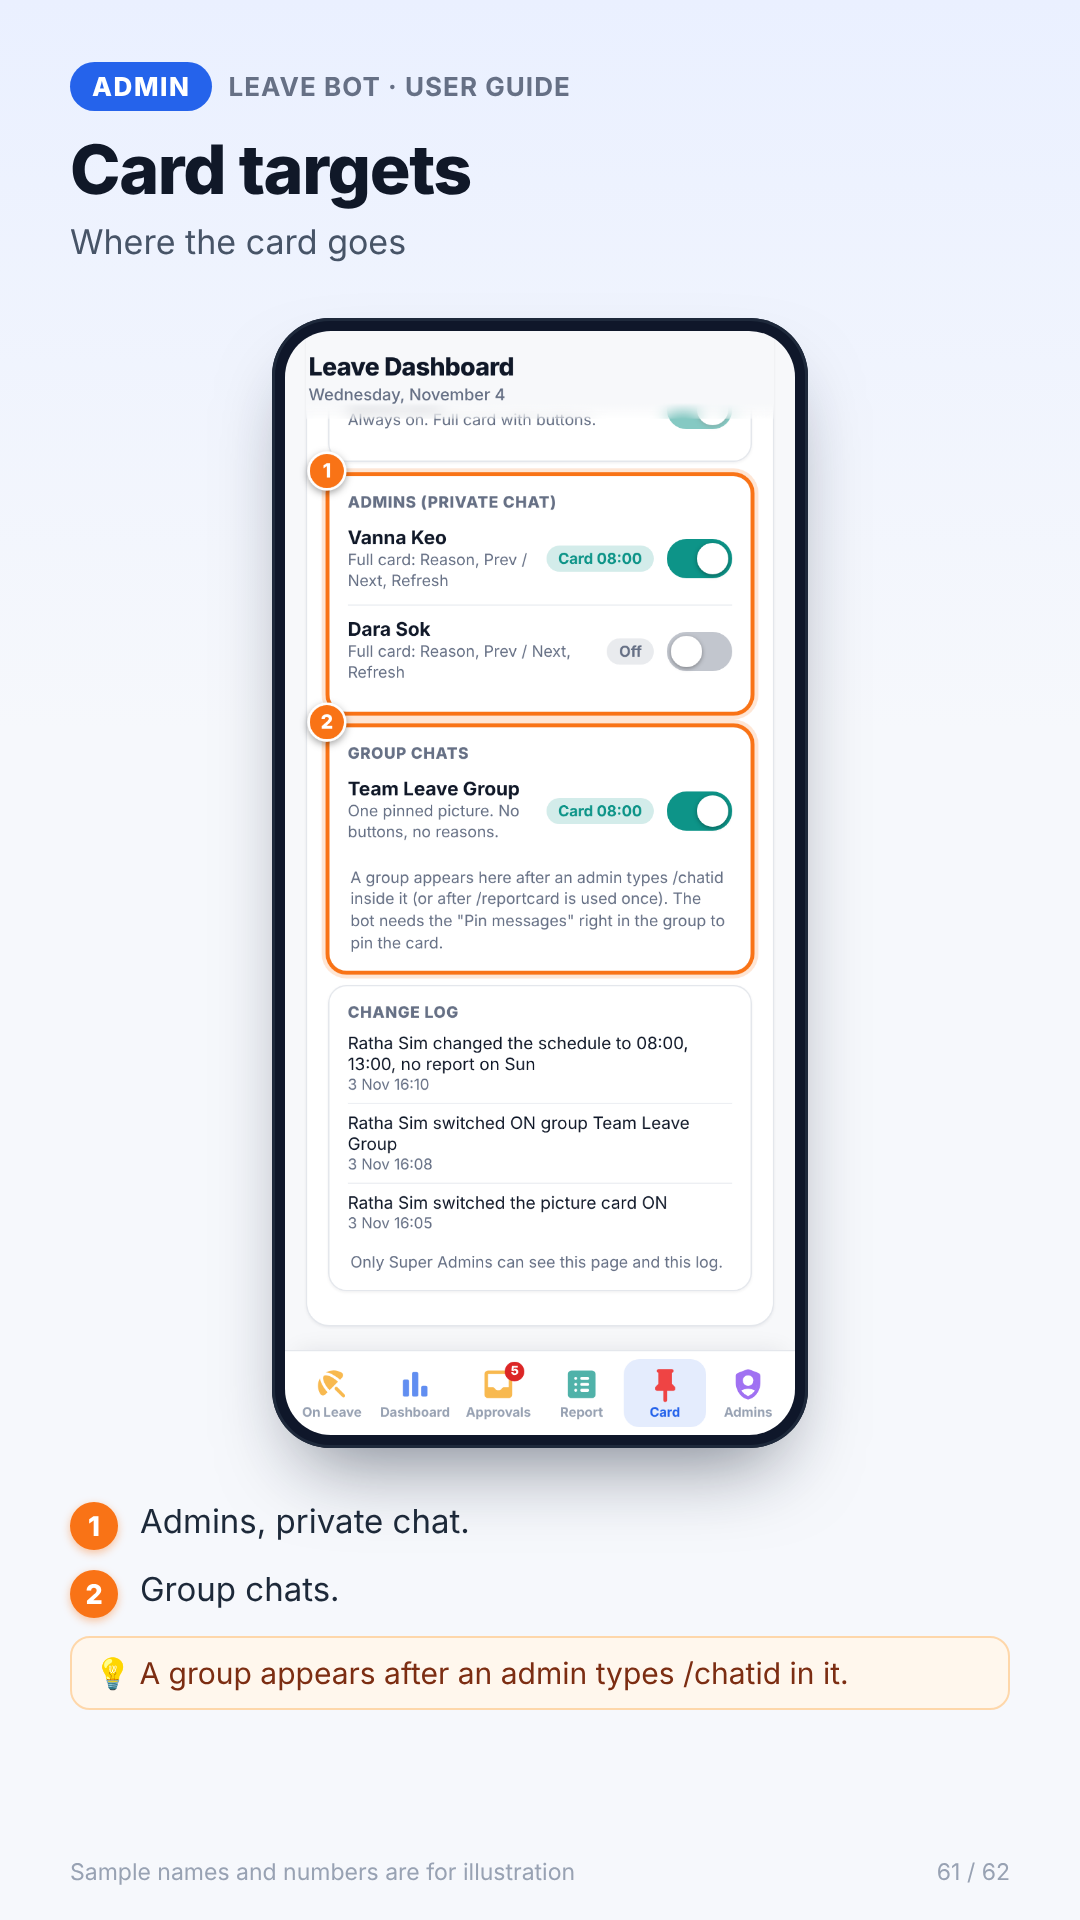 ADMIN
LEAVE BOT · USER GUIDE
Card targets
Where the card goes
Leave Dashboard
Wednesday, November 4
Always on. Full card with buttons.
1
ADMINS (PRIVATE CHAT)
Vanna Keo
Full card: Reason, Prev /
Next, Refresh
Card 08:00
Dara Sok
Full card: Reason, Prev / Next,
Refresh
Off
2
GROUP CHATS
Team Leave Group
One pinned picture. No
buttons, no reasons.
Card 08:00
A group appears here after an admin types /chatid
inside it (or after /reportcard is used once). The
bot needs the "Pin messages" right in the group to
pin the card.
CHANGE LOG
Ratha Sim changed the schedule to 08:00,
13:00, no report on Sun
3 Nov 16:10
Ratha Sim switched ON group Team Leave
Group
3 Nov 16:08
Ratha Sim switched the picture card ON
3 Nov 16:05
Only Super Admins can see this page and this log.
5
On Leave
Dashboard
Approvals
Report
Card
Admins
1 Admins, private chat.
2 Group chats.
💡 A group appears after an admin types /chatid in it.
Sample names and numbers are for illustration
61 / 62